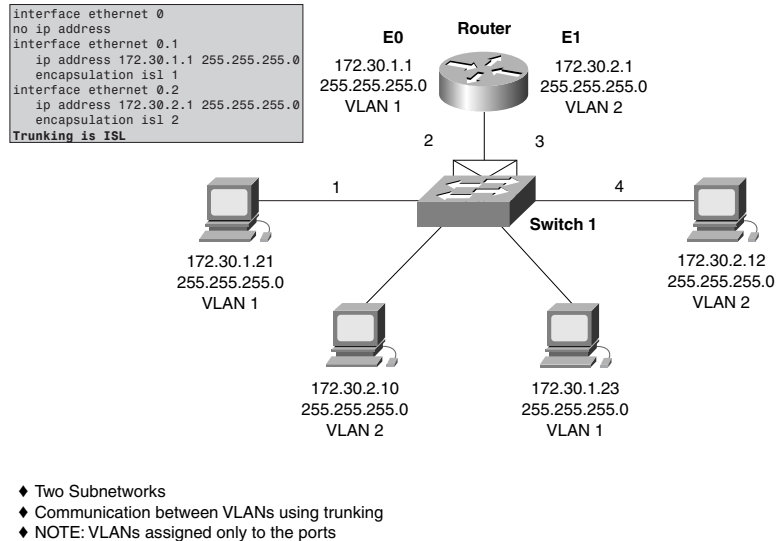 interface ethernet 0
no ip address
interface ethernet 0.1
ip address 172.30.1.1 255.255.255.0
encapsulation isl 1
interface ethernet 0.2
ip address 172.30.2.1 255.255.255.0
encapsulation isl 2
Trunking is ISL
E0
172.30.1.1
255.255.255.0
VLAN 1
Router
E1
172.30.2.1
255.255.255.0
VLAN 2
2
3
1
4
Switch 1
172.30.1.21
255.255.255.0
VLAN 1
172.30.2.12
255.255.255.0
VLAN 2
172.30.2.10
255.255.255.0
VLAN 2
172.30.1.23
255.255.255.0
VLAN 1
♦ Two Subnetworks
♦ Communication between VLANs using trunking
♦ NOTE: VLANs assigned only to the ports